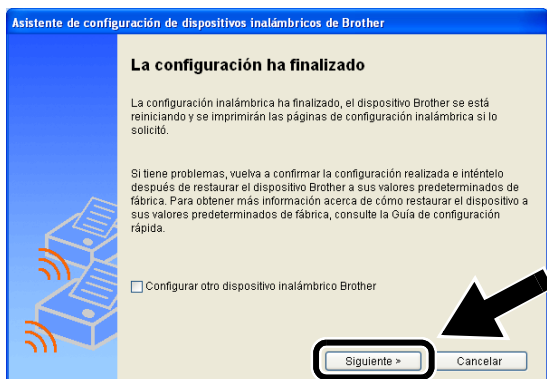 Asistente de configuración de dispositivos inalámbricos de Brother
La configuración ha finalizado
La configuración inalámbrica ha finalizado, el dispositivo Brother se está
reiniciando y se imprimirán las páginas de configuración inalámbrica si lo
solicitó.
Si tiene problemas, vuelva a confirmar la configuración realizada e inténtelo
después de restaurar el dispositivo Brother a sus valores predeterminados de
fábrica. Para obtener más información acerca de cómo restaurar el dispositivo a
sus valores predeterminados de fábrica, consulte la Guía de configuración
rápida.
Configurar otro dispositivo inalámbrico Brother
Siguiente > Cancelar